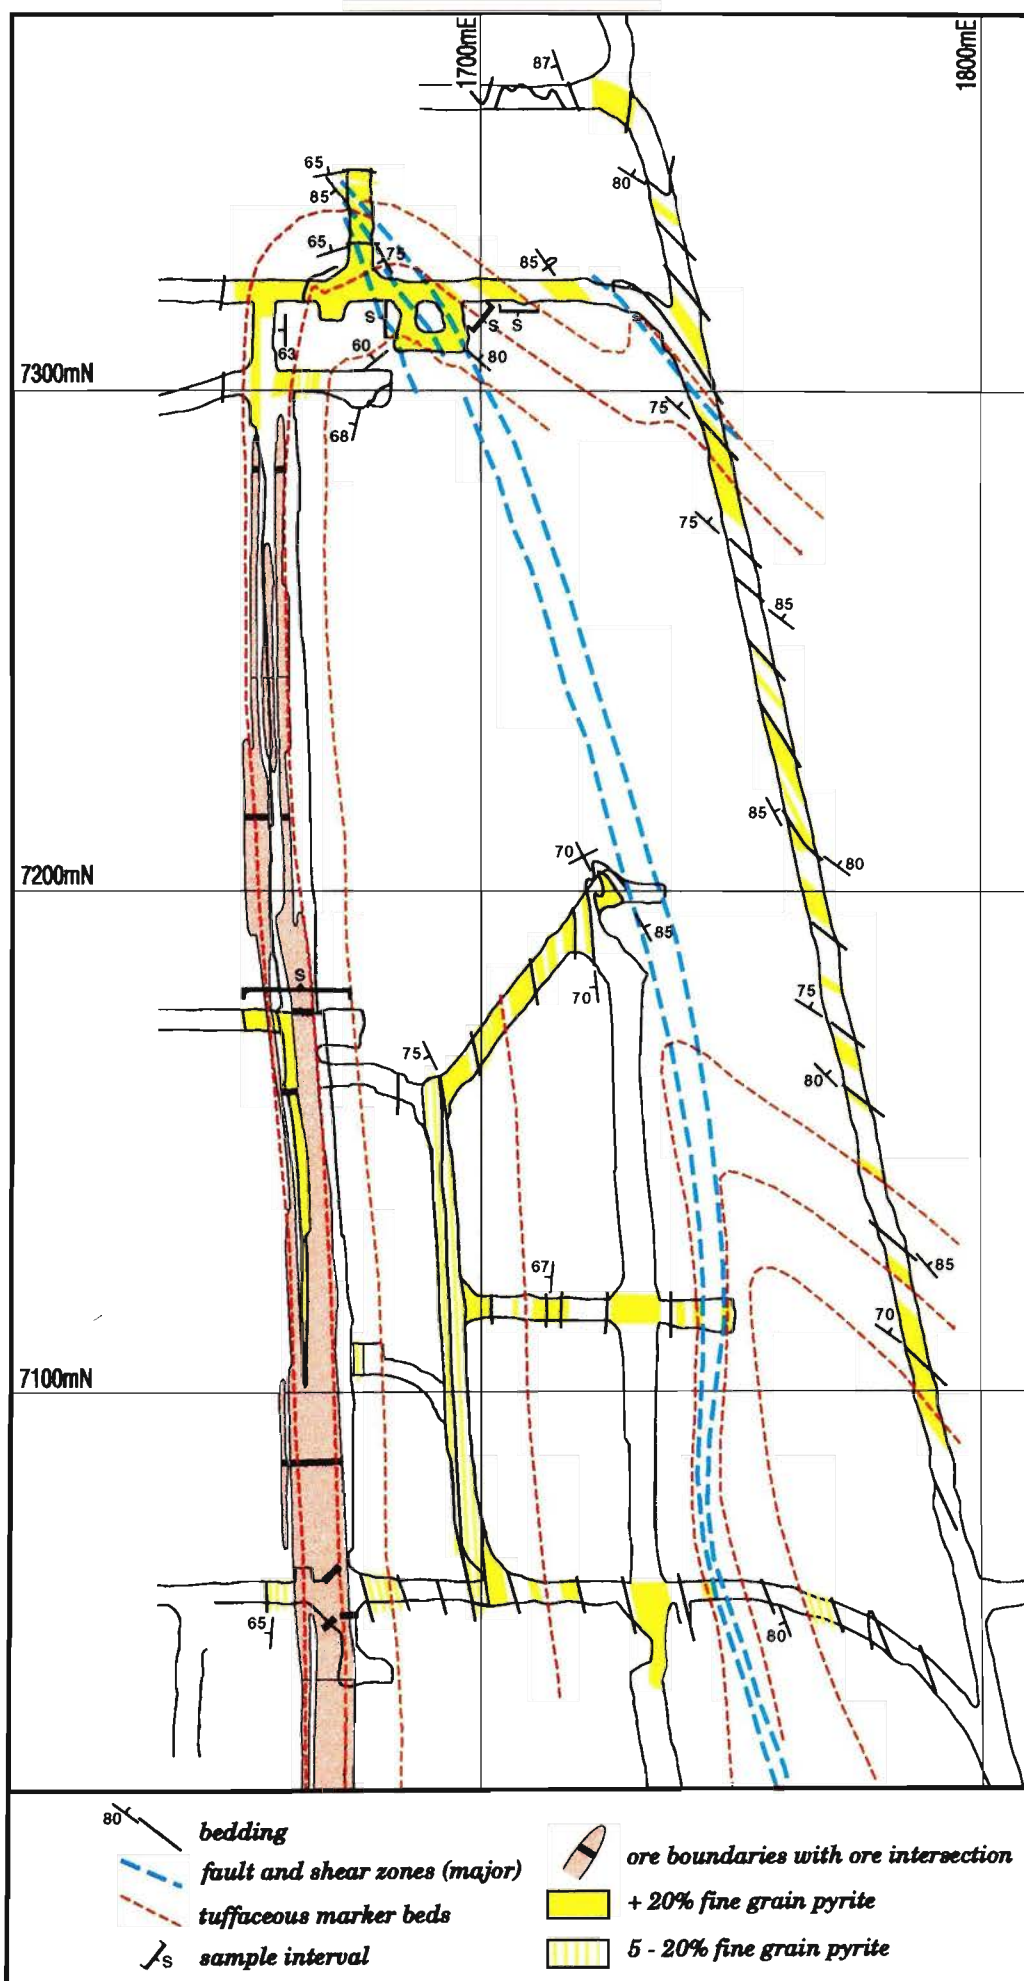 1700mE
1800mE
87
65
85
80
65
75
85
S
S
S
S
63
60
80
7300mN
75
68
75
85
85
80
70
7200mN
85
S
70
75
75
80
67
85
70
7100mN
65
80
80 bedding
fault and shear zones (major)
tuffaceous marker beds
S sample interval
ore boundaries with ore intersection
+ 20% fine grain pyrite
5 - 20% fine grain pyrite